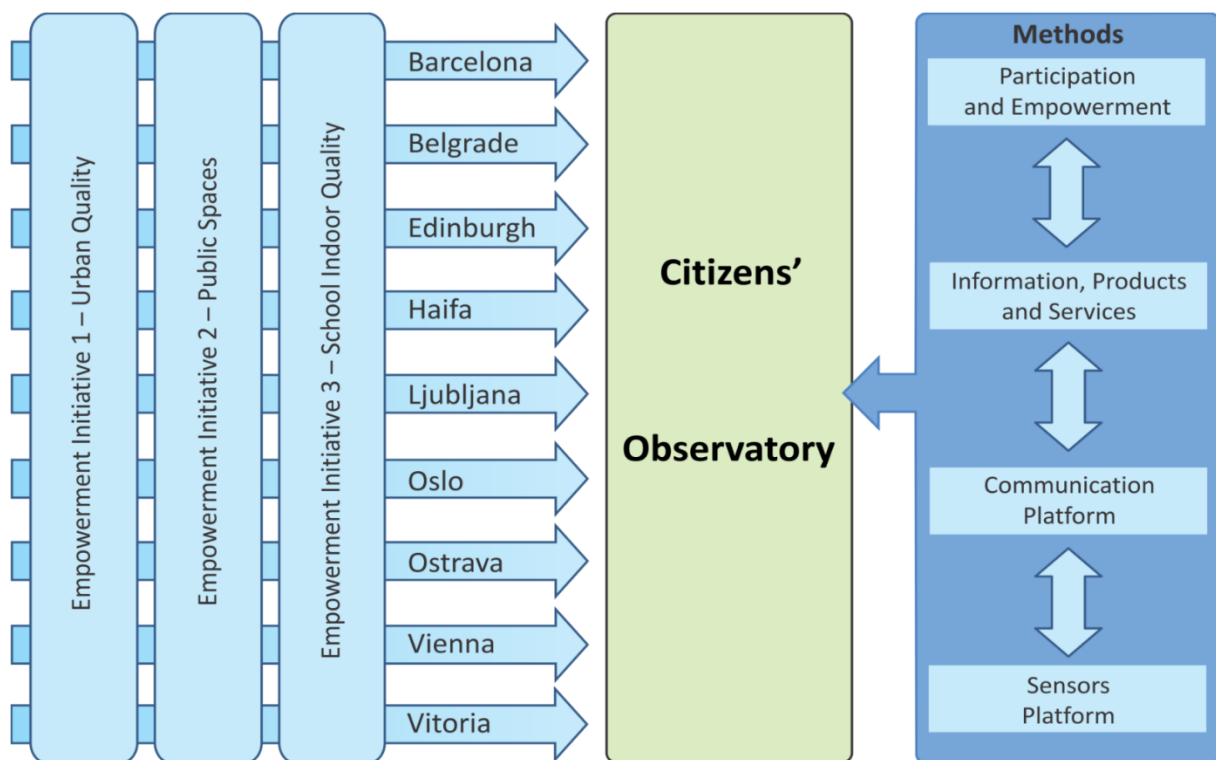 Empowerment Initiative 1 – Urban Quality
Empowerment Initiative 2 – Public Spaces
Empowerment Initiative 3 – School Indoor Quality
Barcelona
Belgrade
Edinburgh
Haifa
Ljubljana
Oslo
Ostrava
Vienna
Vitoria
Citizens’
Observatory
Methods
Participation
and Empowerment
Information, Products
and Services
Communication
Platform
Sensors
Platform